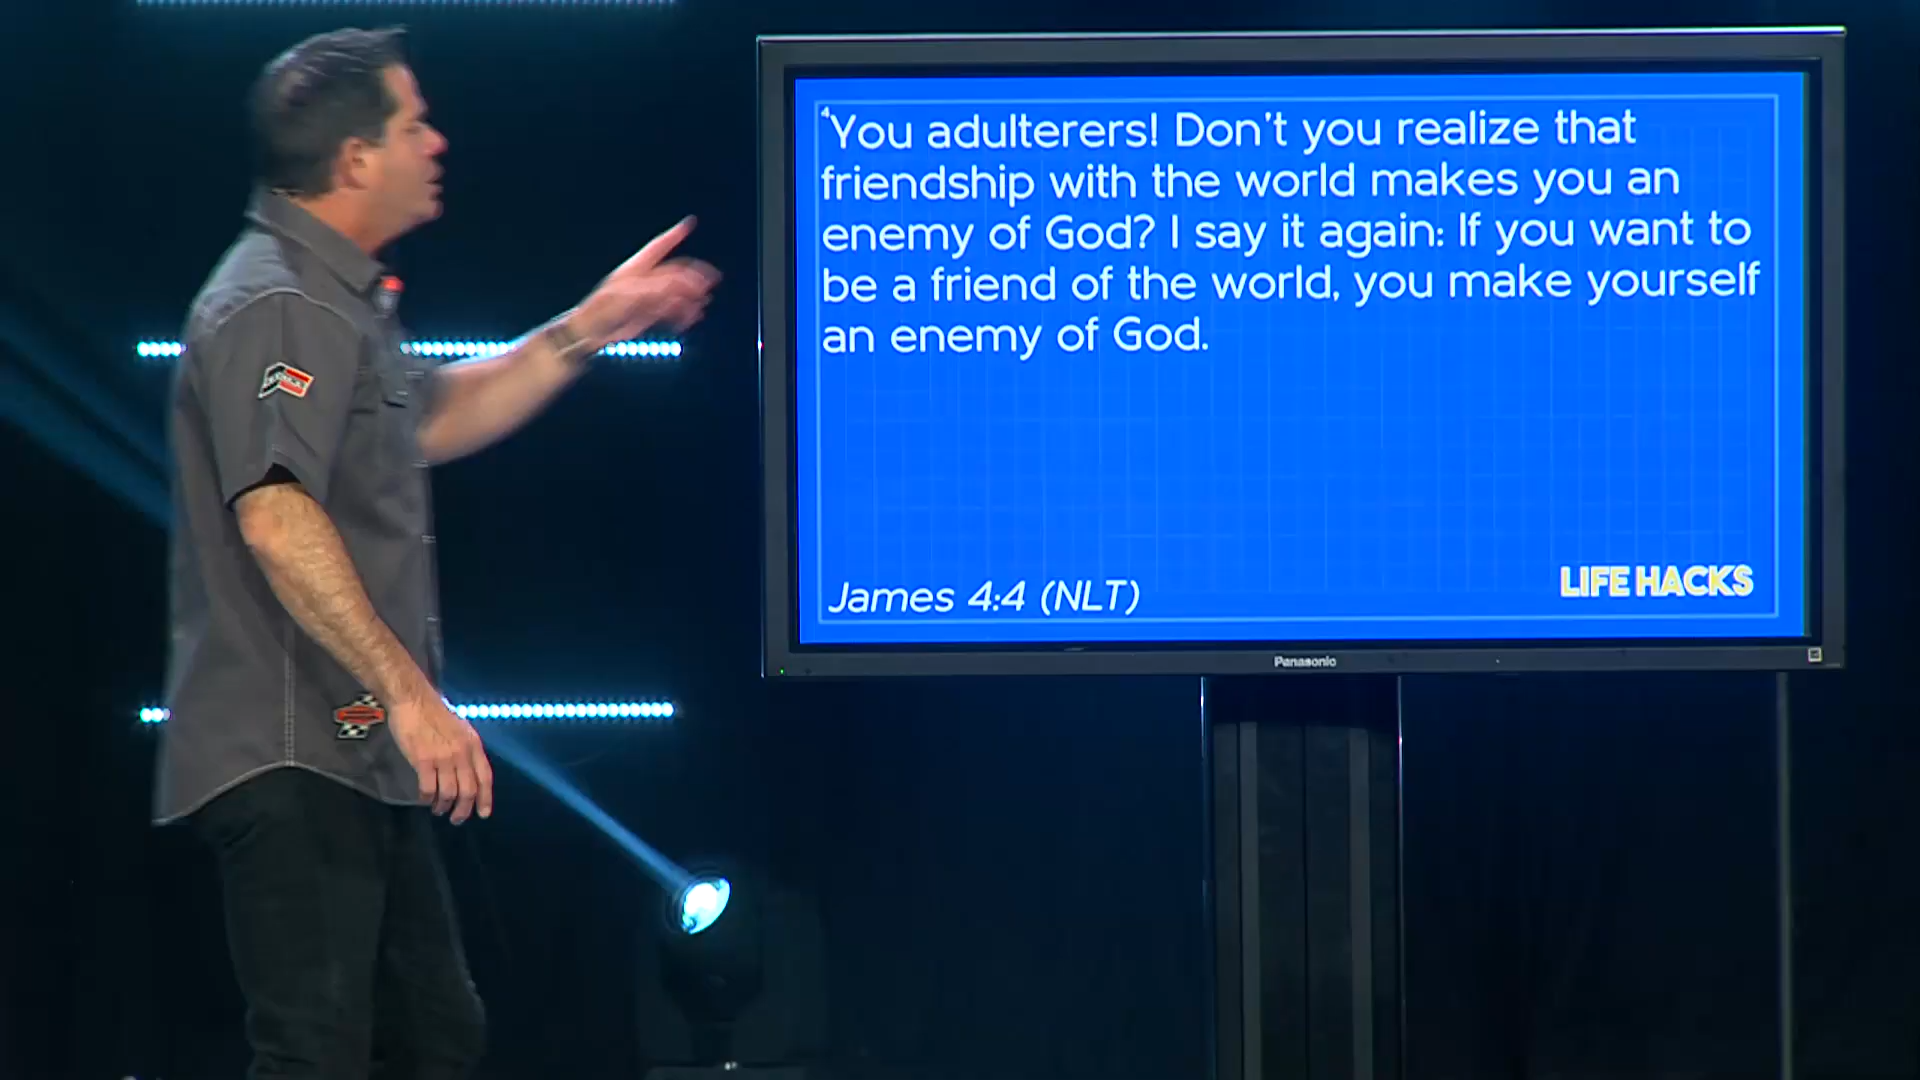 ⁴You adulterers! Don't you realize that
friendship with the world makes you an
enemy of God? I say it again: If you want to
be a friend of the world, you make yourself
an enemy of God.
James 4:4 (NLT)
LIFE HACKS
Panasonic